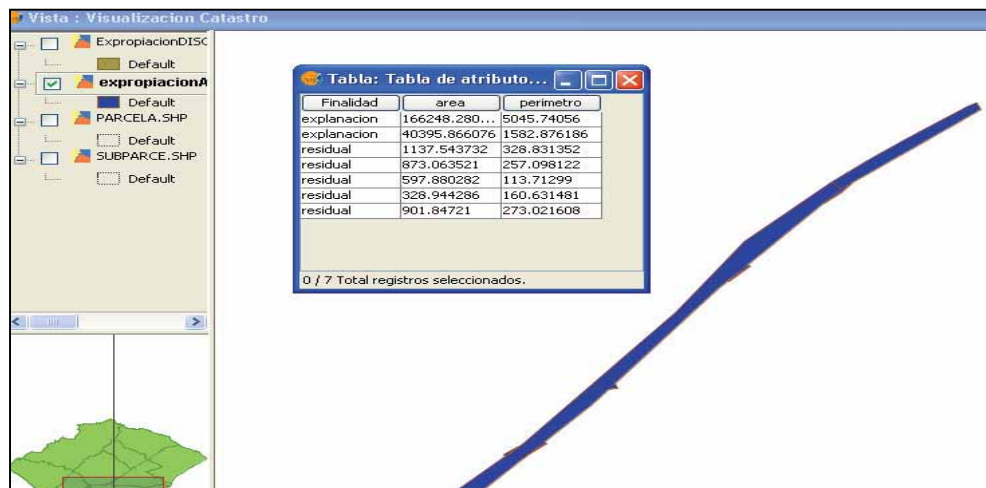 Vista : Visualizacion Catastro
ExpropiacionDISC
Default
expropiacionA
Default
PARCELA.SHP
Default
SUBPARCE.SHP
Default
Tabla: Tabla de atributo...
Finalidad area perimetro
explanacion 166248.280... 5045.74056
explanacion 40395.866076 1582.876186
residual 1137.543732 328.831352
residual 873.063521 257.098122
residual 597.880282 113.71299
residual 328.944286 160.631481
residual 901.84721 273.021608
0 / 7 Total registros seleccionados.